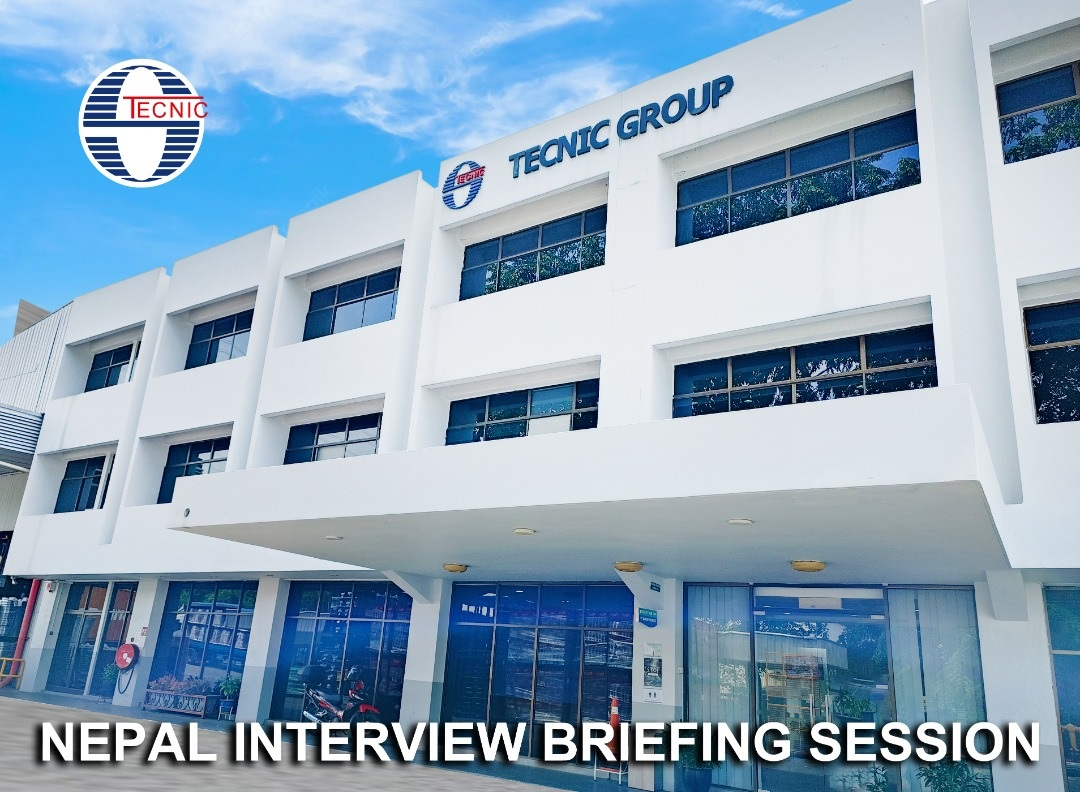 TECNIC
TECNIC GROUP
TECNIC
NEPAL INTERVIEW BRIEFING SESSION